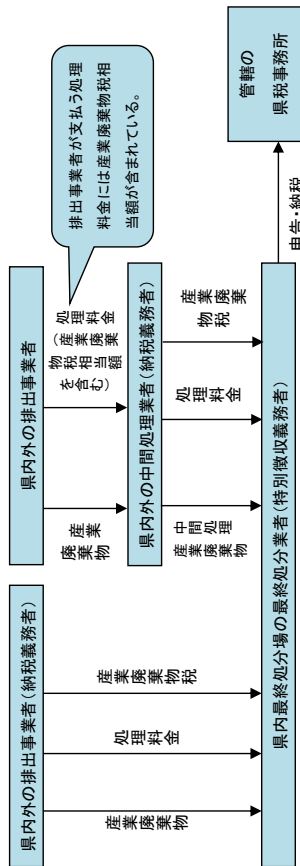 県内外の排出事業者(納税義務者)
産業廃棄物
処理料金
産業廃棄物税
県内外の排出事業者
産業
廃棄物
処理料金
(産業廃棄
物税相当額
を含む)
排出事業者が支払う処理
料金には産業廃棄物税相
当額が含まれている。
県内外の中間処理業者(納税義務者)
中間処理
産業廃棄物
処理料金
産業廃棄
物税
県内最終処分場の最終処分業者(特別徴収義務者)
申告・納税
管轄の
県税事務所